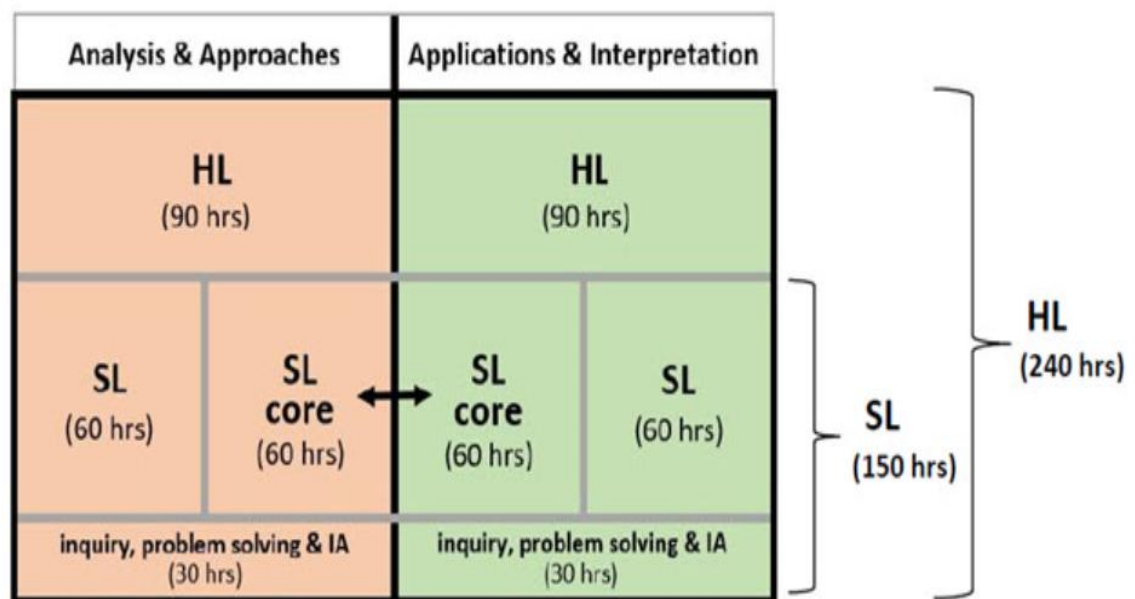 Analysis & Approaches
Applications & Interpretation
HL
(90 hrs)
HL
(90 hrs)
SL
(60 hrs)
SL
core
(60 hrs)
SL
core
(60 hrs)
SL
(60 hrs)
inquiry, problem solving & IA
(30 hrs)
inquiry, problem solving & IA
(30 hrs)
SL
(150 hrs)
HL
(240 hrs)